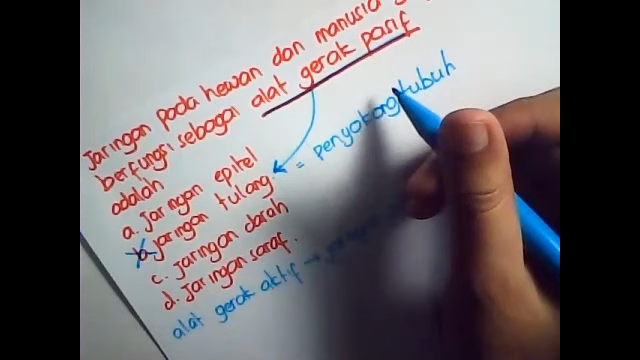 Jaringan pada hewan dan manusia
berfungsi sebagai alat gerak pasif
adalah
a. Jaringan epitel
b. jaringan tulang. = Penyokong tubuh
c. jaringan darah
d. Jaringan saraf.
alat gerak aktif →